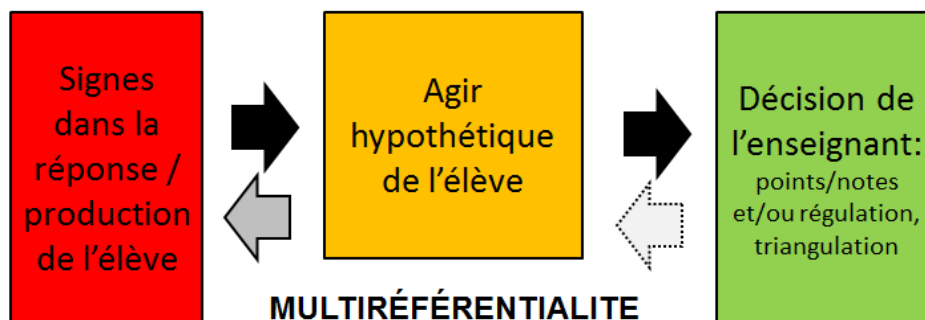 Signes
dans la
réponse /
production
de l'élève
Agir
hypothétique
de l'élève
Décision de
l'enseignant:
points/notes
et/ou régulation,
triangulation
MULTIRÉFÉRENTIALITE